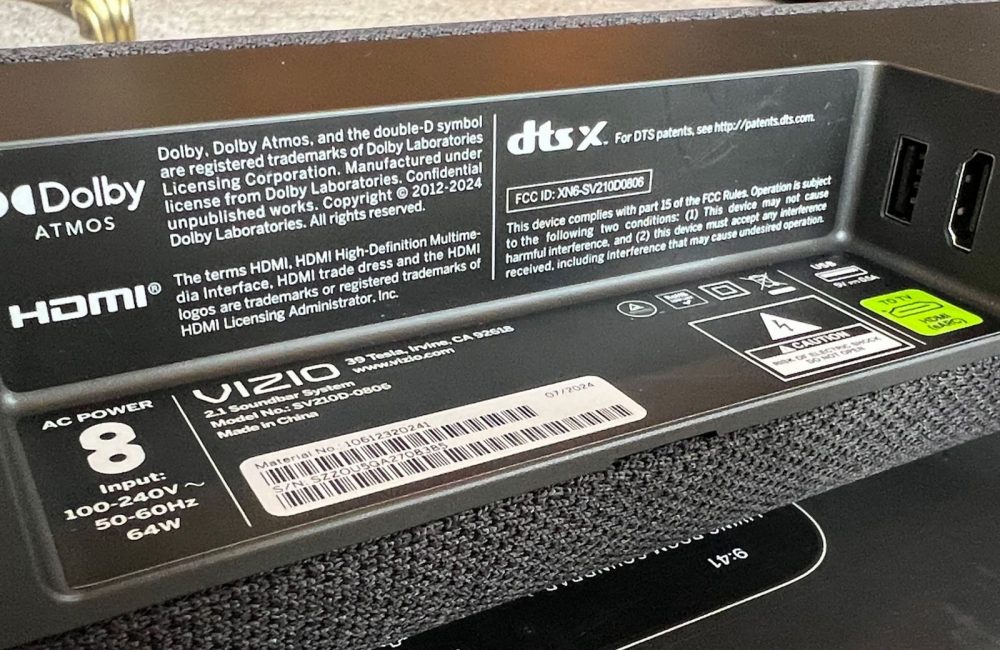 Dolby
ATMOS
Dolby, Dolby Atmos, and the double-D symbol
are registered trademarks of Dolby Laboratories
Licensing Corporation. Manufactured under
license from Dolby Laboratories. Confidential
unpublished works. Copyright © 2012-2024
Dolby Laboratories. All rights reserved.
HDMI®
The terms HDMI, HDMI High-Definition Multime-
dia Interface, HDMI trade dress and the HDMI
logos are trademarks or registered trademarks of
HDMI Licensing Administrator, Inc.
dts X™ For DTS patents, see http://patents.dts.com.
FCC ID: XN6-SV210D0806
This device complies with part 15 of the FCC Rules. Operation is subject
to the following two conditions: (1) This device may not cause
harmful interference, and (2) this device must accept any interference
received, including interference that may cause undesired operation.
AC POWER
Input:
100-240V ~
50-60Hz
64W
VIZIO
39 Tesla, Irvine, CA 92618
www.vizio.com
2.1 Soundbar System
Model No.: SV210D-0806
Made in China
Material No.: 10612320241
07/2024
S/N: SZZOU5QA2708385
RoHS
CAUTION
RISK OF ELECTRIC SHOCK
DO NOT OPEN
USB
TO TV
HDMI
(eARC)
9:41